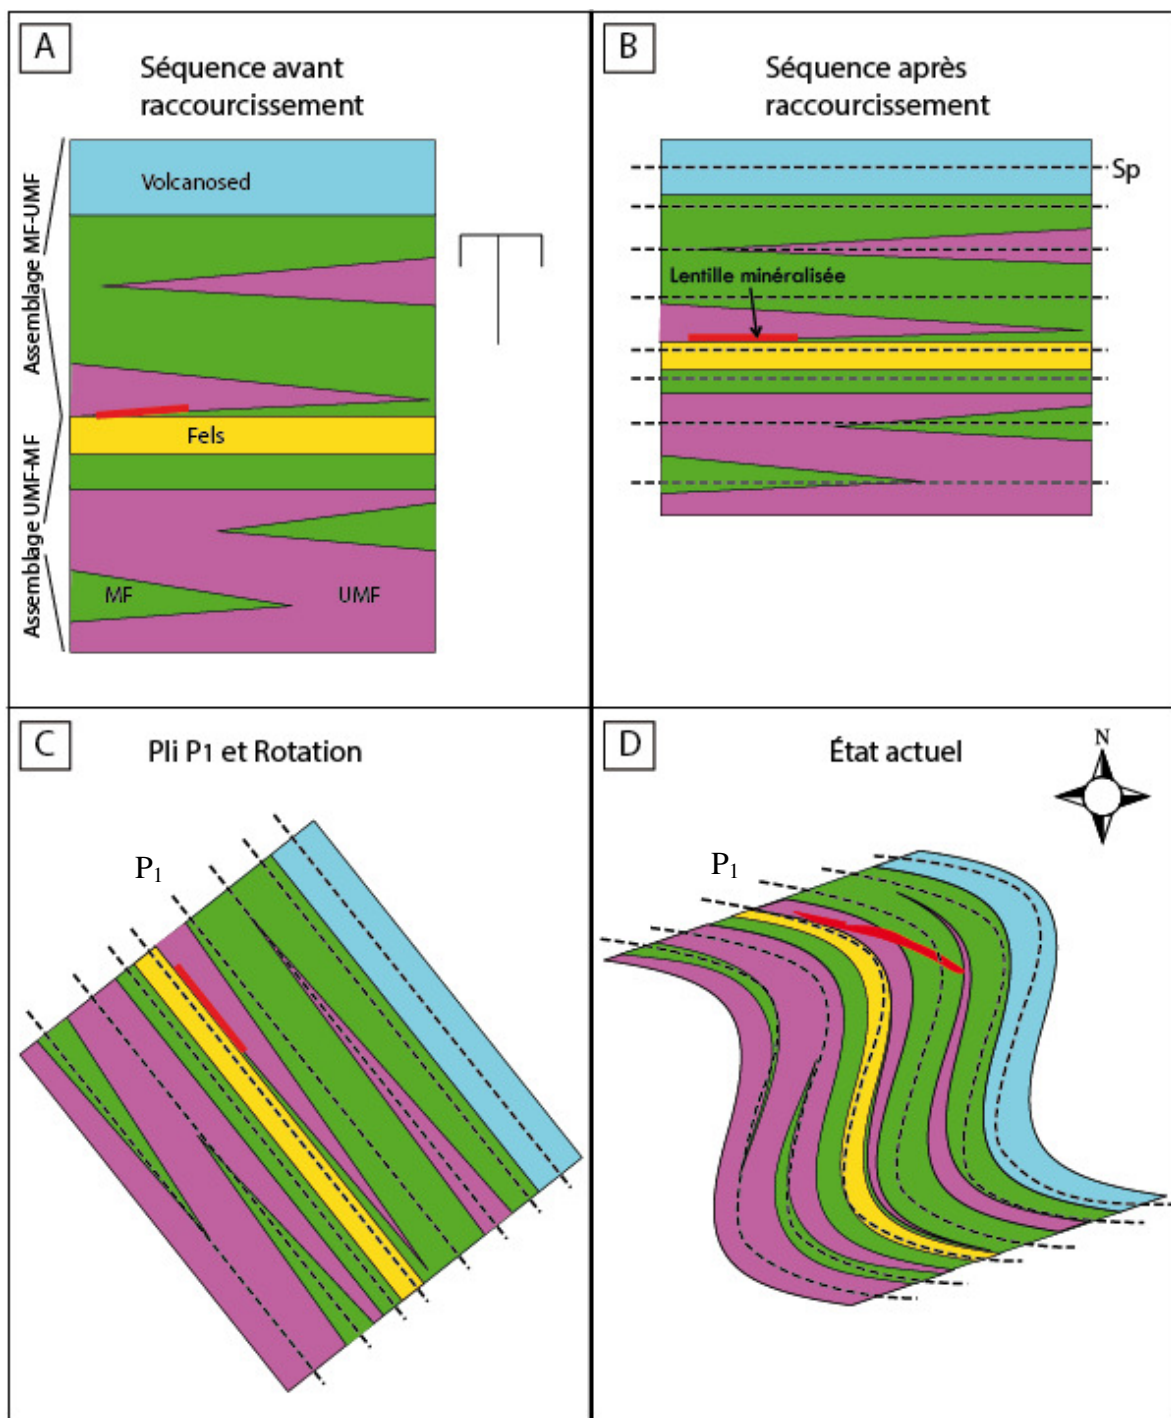 A
Séquence avant
raccourcissement
Assemblage MF-UMF
Assemblage UMF-MF
Volcanosed
Fels
MF
UMF
B
Séquence après
raccourcissement
Sp
Lentille minéralisée
C
Pli P1 et Rotation
P1
D
État actuel
N
P1